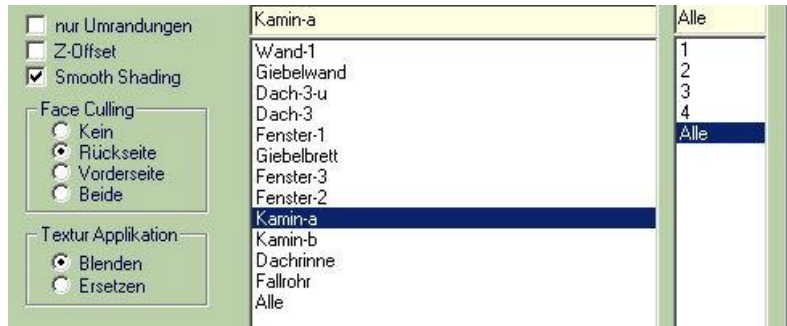 nur Umrandungen
Z-Offset
Smooth Shading
Face Culling
Kein
Rückseite
Vorderseite
Beide
Textur Applikation
Blenden
Ersetzen
Kamin-a
Wand-1
Giebelwand
Dach-3-u
Dach-3
Fenster-1
Giebelbrett
Fenster-3
Fenster-2
Kamin-a
Kamin-b
Dachrinne
Fallrohr
Alle
Alle
1
2
3
4
Alle